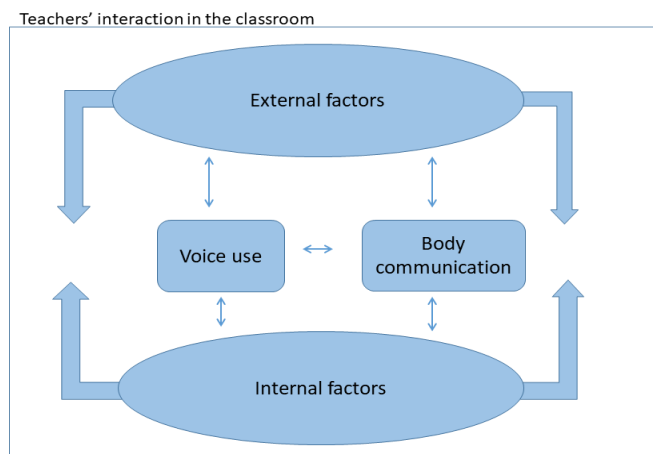 Teachers' interaction in the classroom
External factors
Voice use
Body
communication
Internal factors